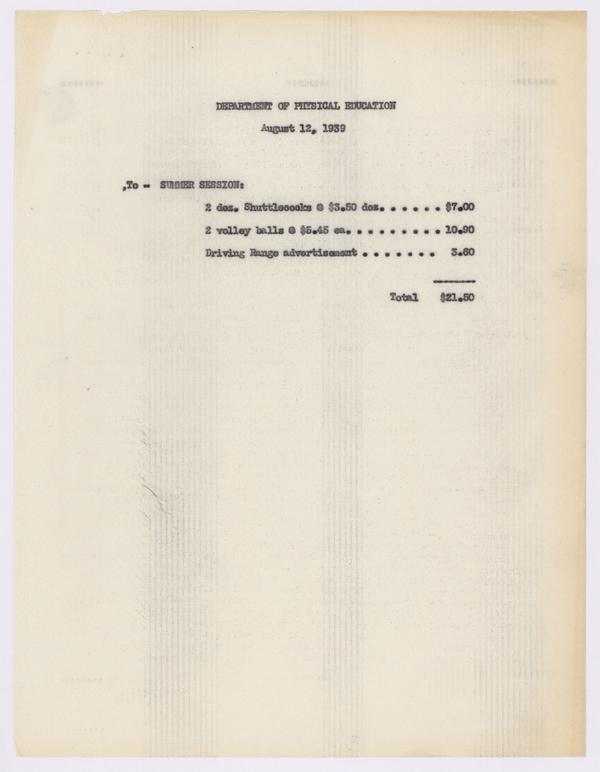 DEPARTMENT OF PHYSICAL EDUCATION
August 12, 1939
,To - SUMMER SESSION:
2 doz. Shuttlecocks @ $3.50 doz. . . . . . . $7.00
2 volley balls @ $5.45 ea. . . . . . . . . . 10.90
Driving Range advertisement . . . . . . . 3.60
Total $21.50